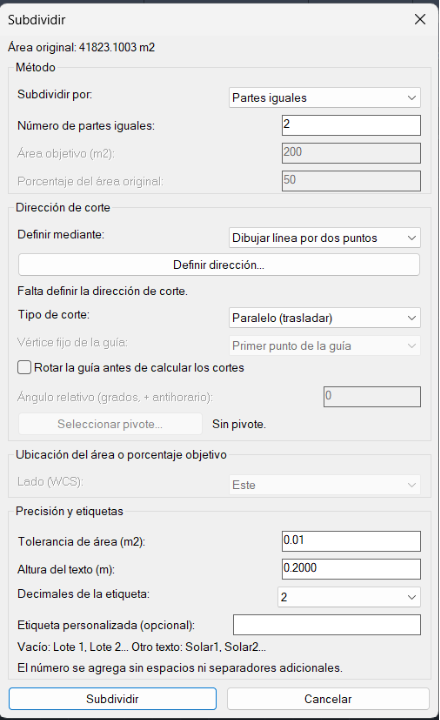 Subdividir
Área original: 41823.1003 m2
Método
Subdividir por: Partes iguales
Número de partes iguales: 2
Área objetivo (m2): 200
Porcentaje del área original: 50
Dirección de corte
Definir mediante: Dibujar línea por dos puntos
Definir dirección...
Falta definir la dirección de corte.
Tipo de corte: Paralelo (trasladar)
Vértice fijo de la guía: Primer punto de la guía
Rotar la guía antes de calcular los cortes
Ángulo relativo (grados, + antihorario): 0
Seleccionar pivote... Sin pivote.
Ubicación del área o porcentaje objetivo
Lado (WCS): Este
Precisión y etiquetas
Tolerancia de área (m2): 0.01
Altura del texto (m): 0.2000
Decimales de la etiqueta: 2
Etiqueta personalizada (opcional):
Vacío: Lote 1, Lote 2... Otro texto: Solar1, Solar2...
El número se agrega sin espacios ni separadores adicionales.
Subdividir Cancelar